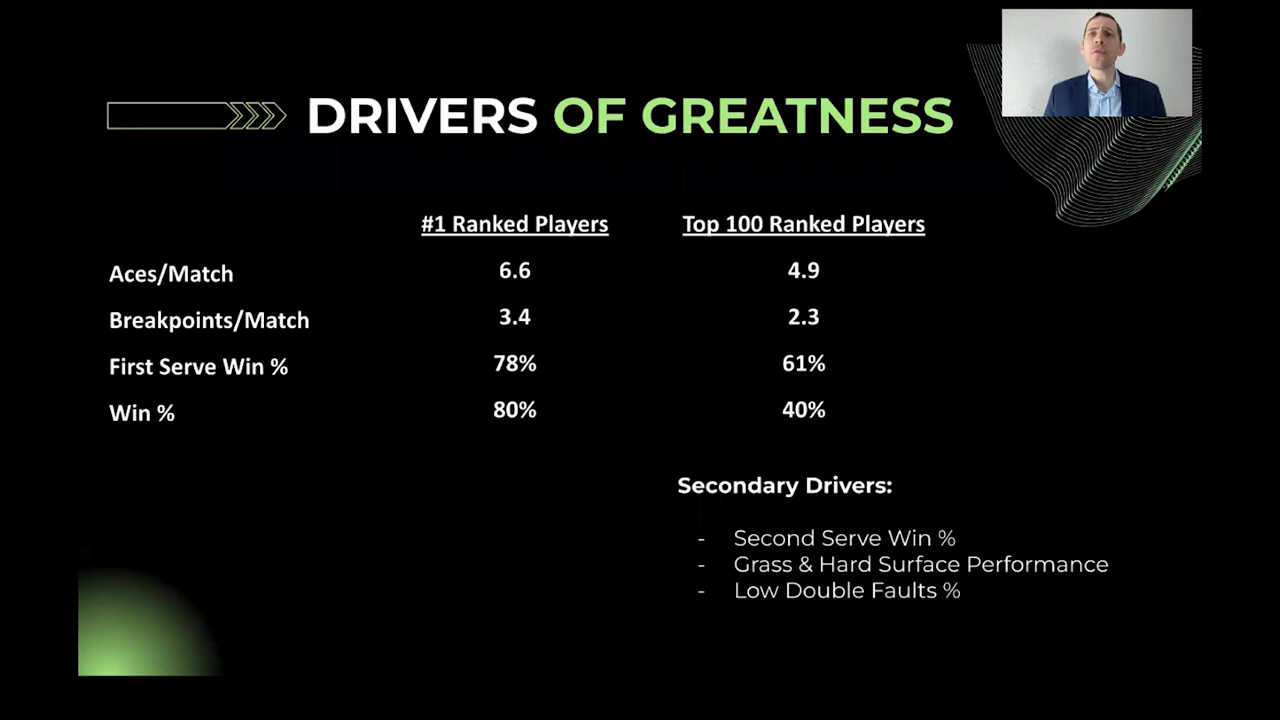 DRIVERS OF GREATNESS
#1 Ranked Players Top 100 Ranked Players
Aces/Match 6.6 4.9
Breakpoints/Match 3.4 2.3
First Serve Win % 78% 61%
Win % 80% 40%
Secondary Drivers:
- Second Serve Win %
- Grass & Hard Surface Performance
- Low Double Faults %